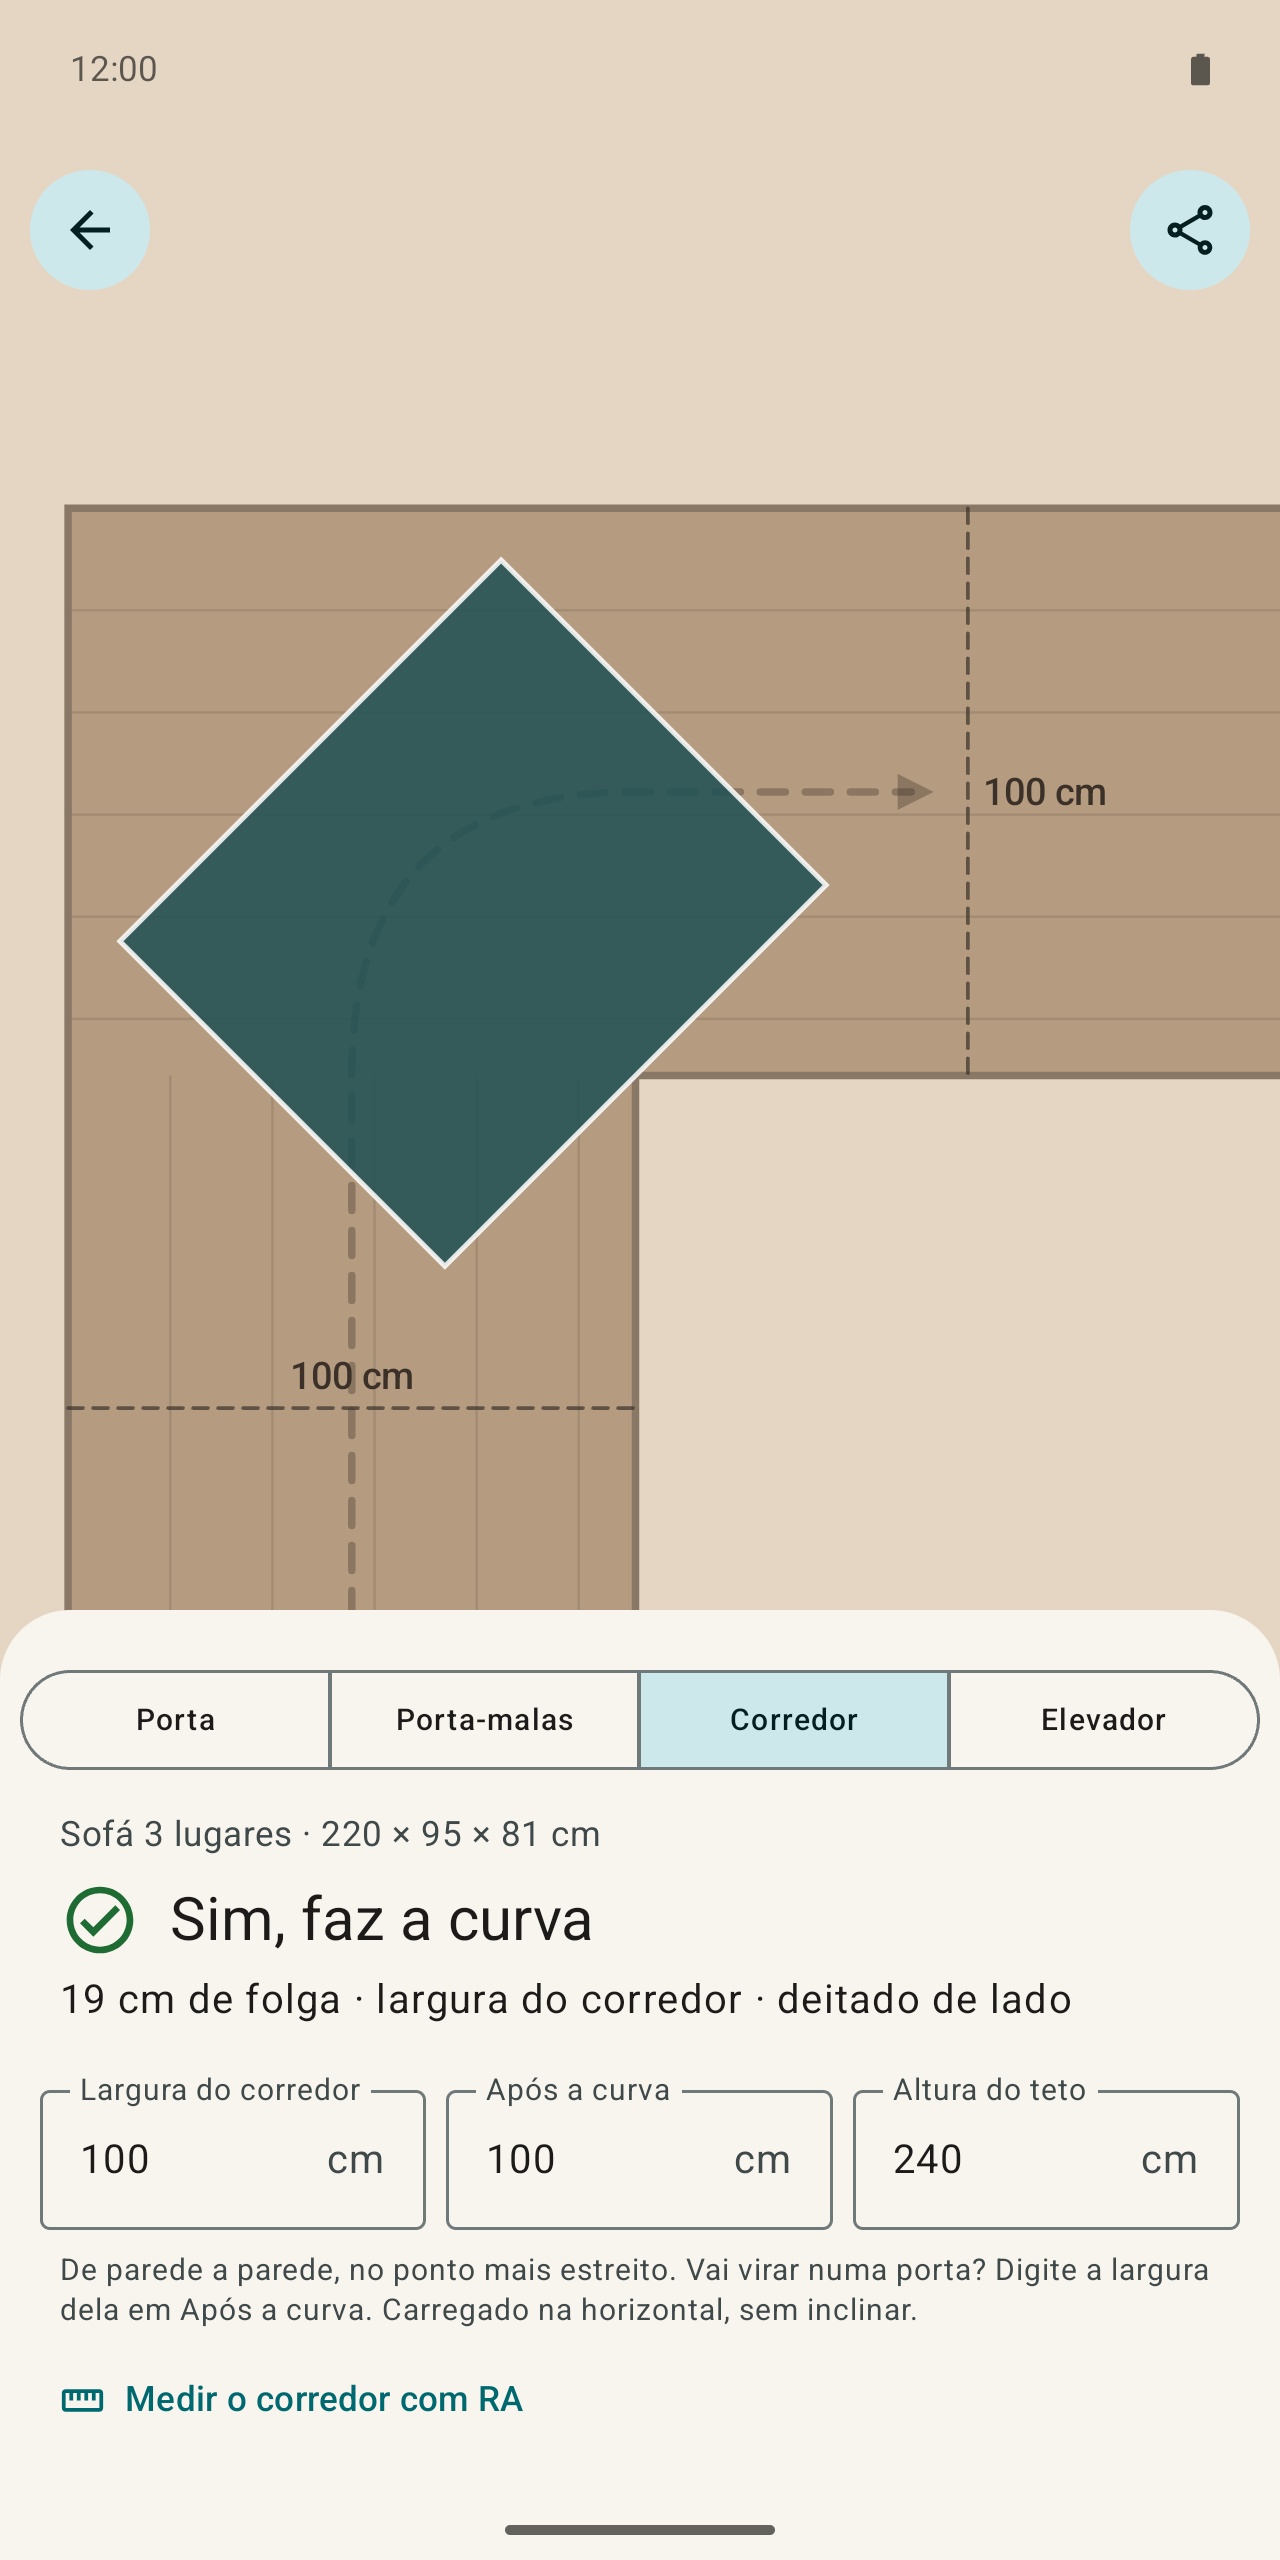 12:00
100 cm
100 cm
Porta
Porta-malas
Corredor
Elevador
Sofá 3 lugares · 220 × 95 × 81 cm
Sim, faz a curva
19 cm de folga · largura do corredor · deitado de lado
Largura do corredor
Após a curva
Altura do teto
100 cm
100 cm
240 cm
De parede a parede, no ponto mais estreito. Vai virar numa porta? Digite a largura
dela em Após a curva. Carregado na horizontal, sem inclinar.
Medir o corredor com RA